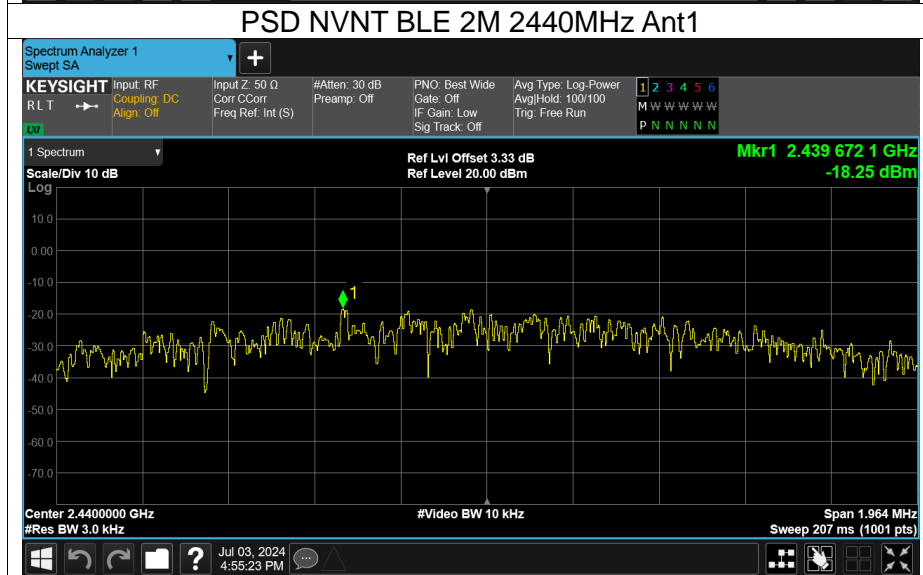 PSD NVNT BLE 2M 2440MHz Ant1
Spectrum Analyzer 1
Swept SA
+
KEYSIGHT
RLT
LXI
Input: RF
Coupling: DC
Align: Off
Input Z: 50 Ω
Corr CCorr
Freq Ref: Int (S)
#Atten: 30 dB
Preamp: Off
PNO: Best Wide
Gate: Off
IF Gain: Low
Sig Track: Off
Avg Type: Log-Power
Avg|Hold: 100/100
Trig: Free Run
1 2 3 4 5 6
M W W W W W
P N N N N N
1 Spectrum
Scale/Div 10 dB
Ref Lvl Offset 3.33 dB
Ref Level 20.00 dBm
Mkr1 2.439 672 1 GHz
-18.25 dBm
Log
10.0
0.00
-10.0
-20.0
-30.0
-40.0
-50.0
-60.0
-70.0
1
Center 2.4400000 GHz
#Res BW 3.0 kHz
#Video BW 10 kHz
Span 1.964 MHz
Sweep 207 ms (1001 pts)
?
Jul 03, 2024
4:55:23 PM